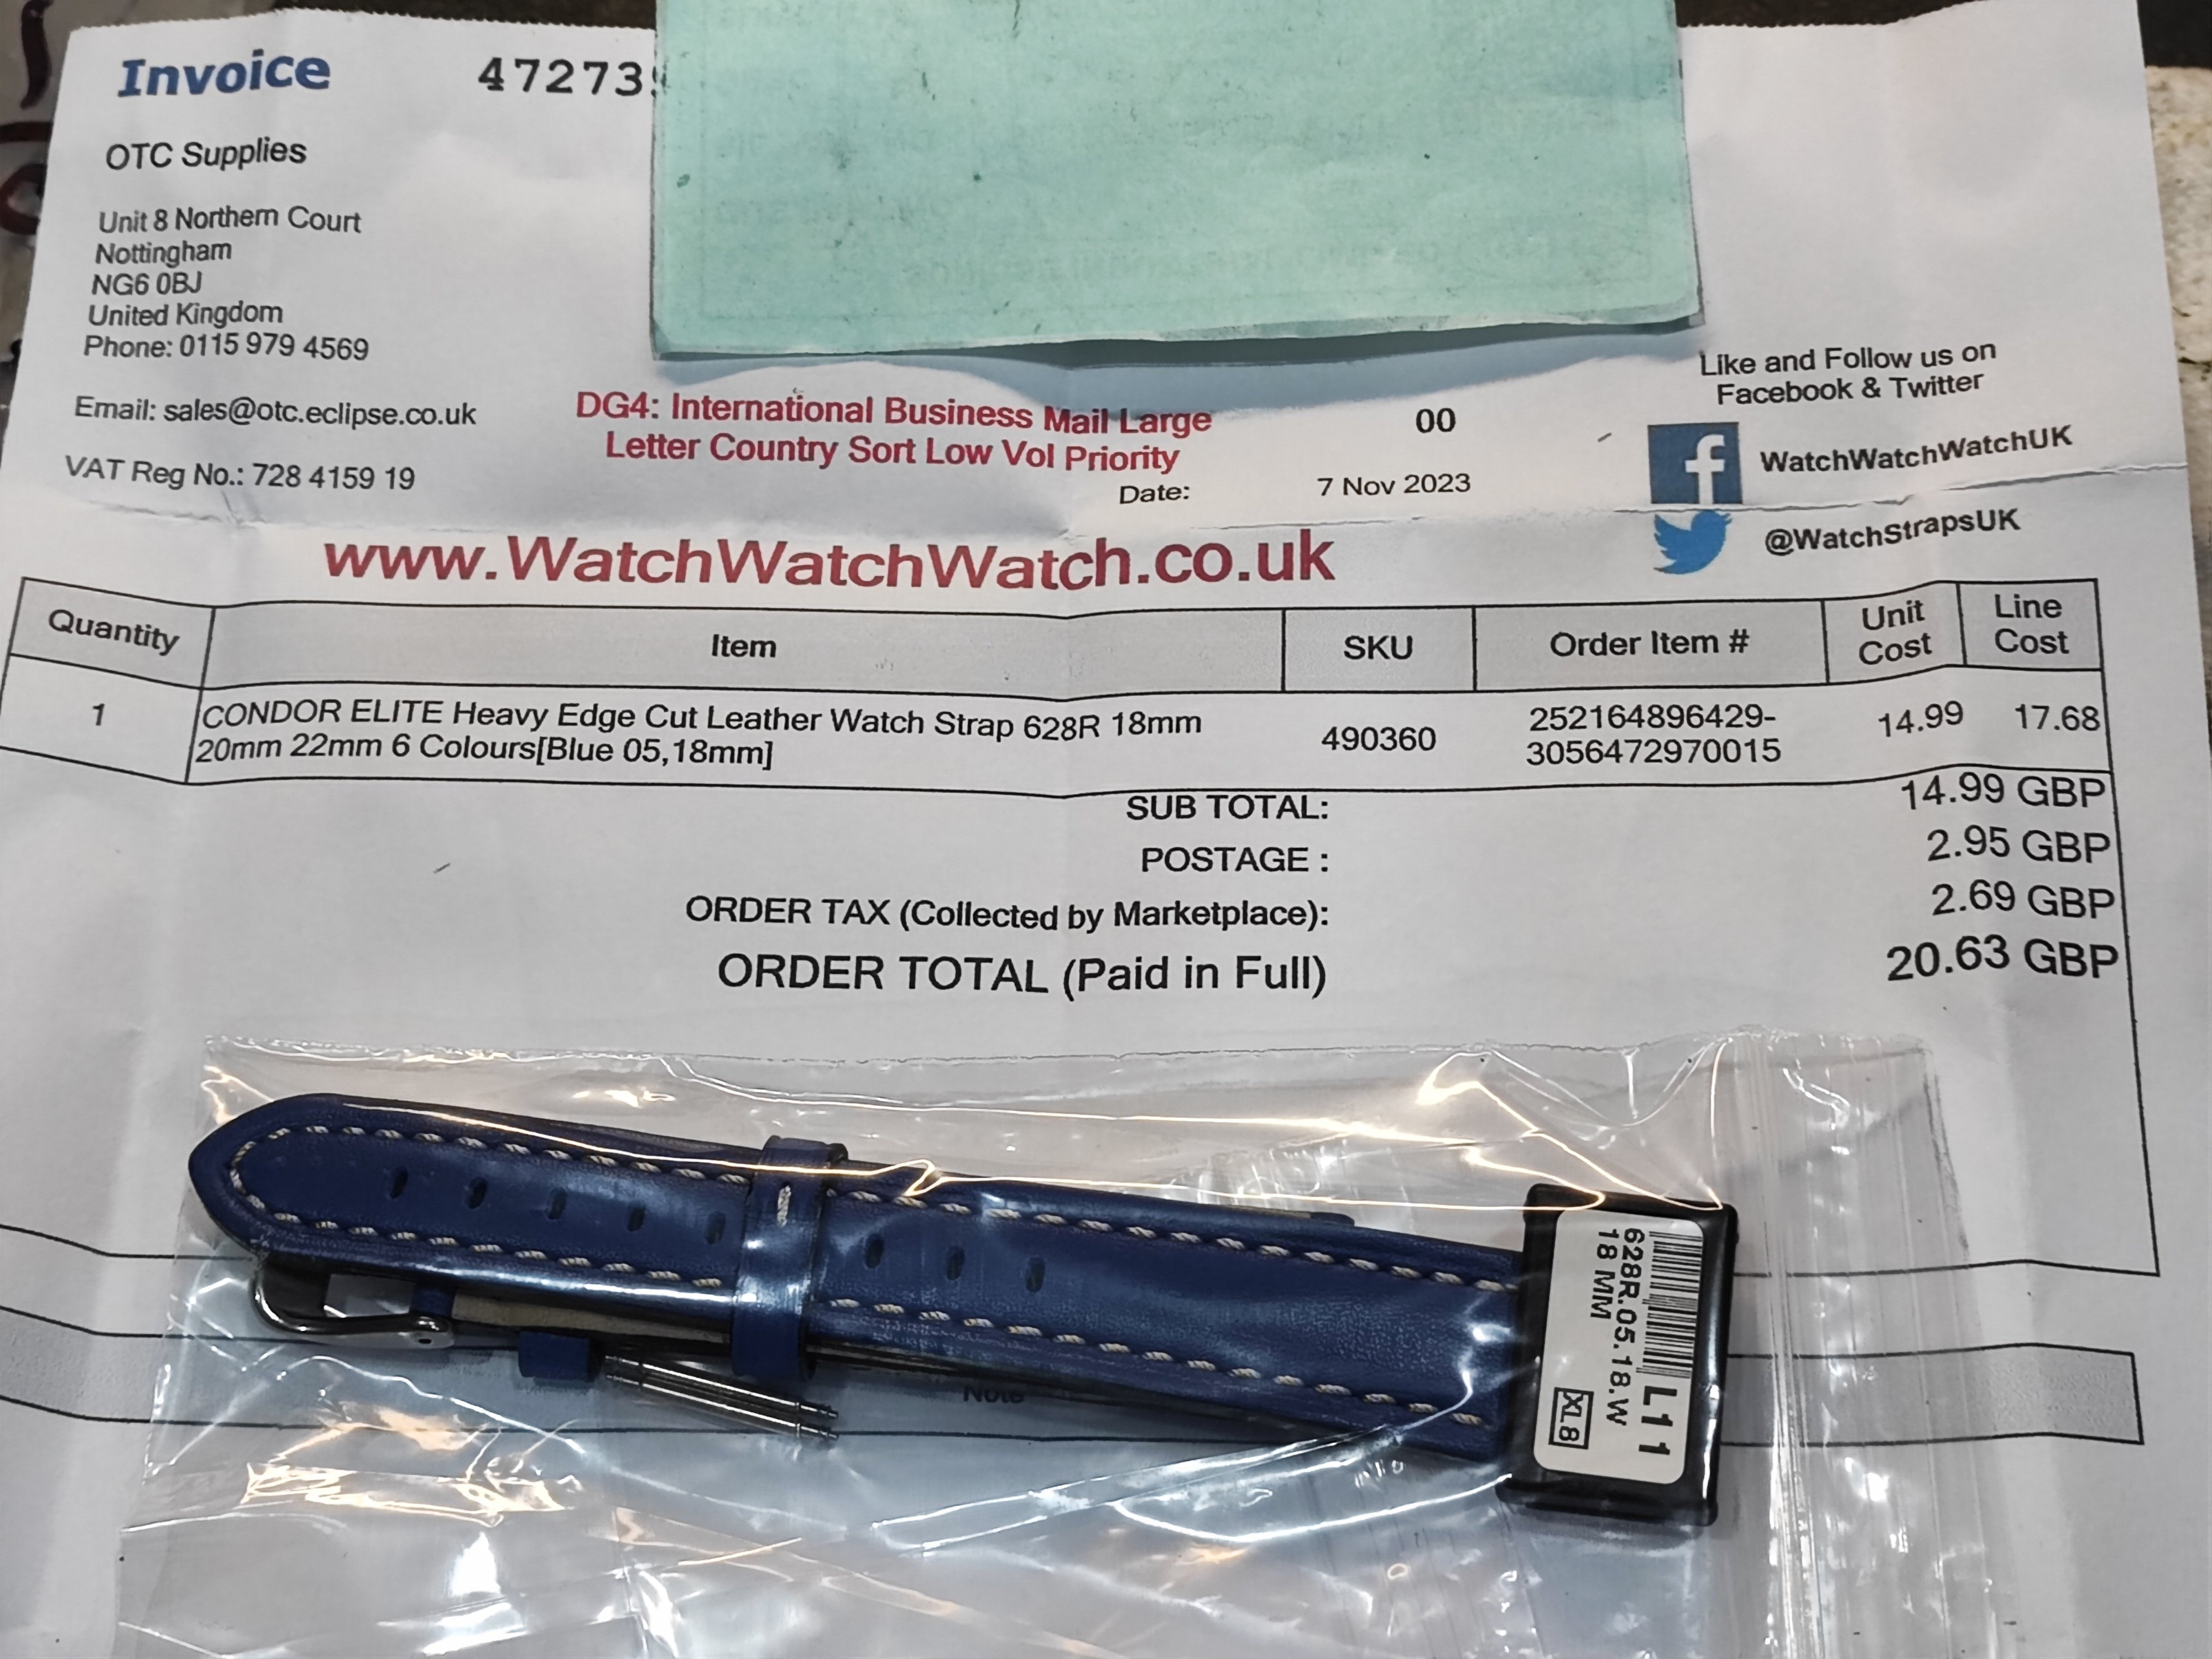 Invoice 47273
OTC Supplies
Unit 8 Northern Court
Nottingham
NG6 0BJ
United Kingdom
Phone: 0115 979 4569
Email: sales@otc.eclipse.co.uk
VAT Reg No.: 728 4159 19
DG4: International Business Mail Large
Letter Country Sort Low Vol Priority
00
Date: 7 Nov 2023
Like and Follow us on
Facebook & Twitter
f WatchWatchWatchUK
@WatchStrapsUK
www.WatchWatchWatch.co.uk
Quantity Item SKU Order Item # Unit Cost Line Cost
1 CONDOR ELITE Heavy Edge Cut Leather Watch Strap 628R 18mm
20mm 22mm 6 Colours[Blue 05,18mm]
490360
252164896429-
3056472970015
14.99 17.68
SUB TOTAL: 14.99 GBP
POSTAGE : 2.95 GBP
ORDER TAX (Collected by Marketplace): 2.69 GBP
ORDER TOTAL (Paid in Full) 20.63 GBP
L11
628R.05.18.W
18 MM
XL8
Note